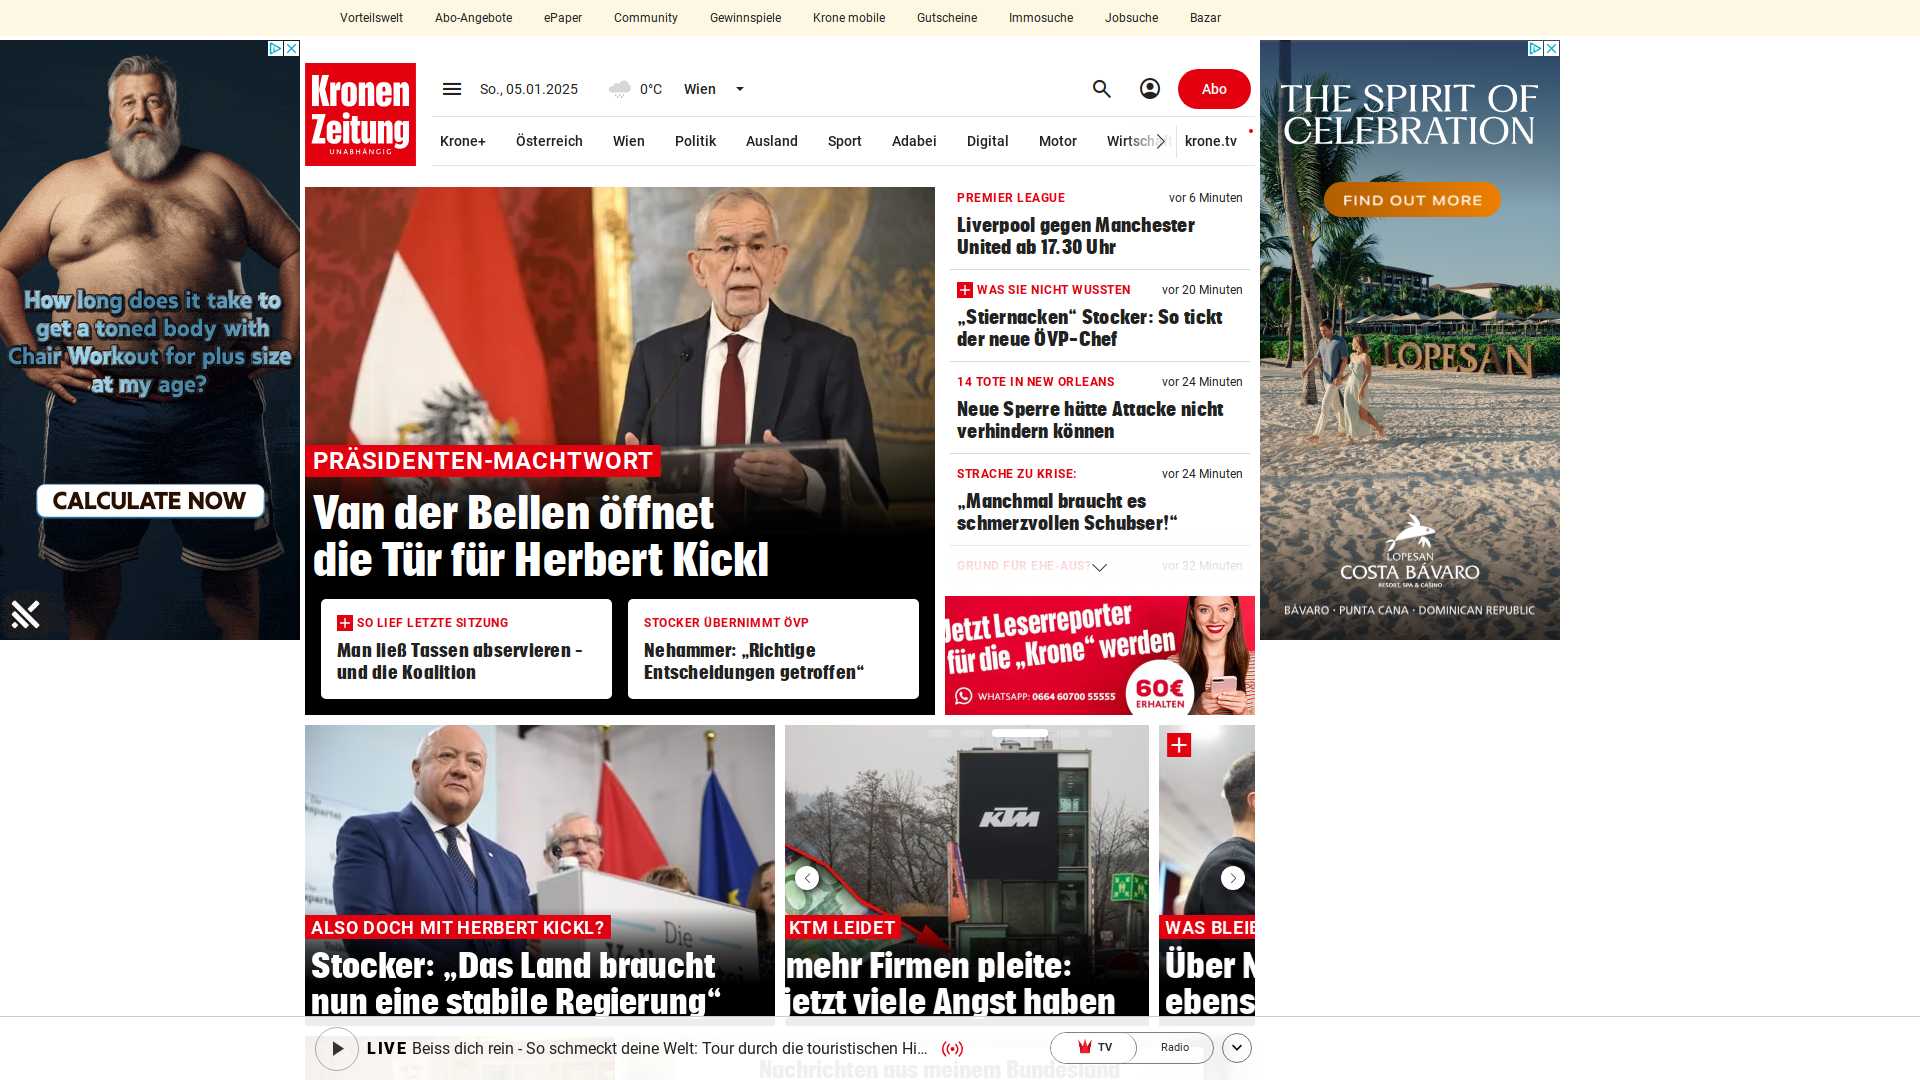 Vorteilswelt Abo-Angebote ePaper Community Gewinnspiele Krone mobile Gutscheine Immosuche Jobsuche Bazar
Kronen
Zeitung
UNABHÄNGIG
So., 05.01.2025 0°C Wien
Abo
Krone+ Österreich Wien Politik Ausland Sport Adabei Digital Motor Wirtsch krone.tv
How long does it take to
get a toned body with
Chair Workout for plus size
at my age?
CALCULATE NOW
PRÄSIDENTEN-MACHTWORT
Van der Bellen öffnet
die Tür für Herbert Kickl
SO LIEF LETZTE SITZUNG
Man ließ Tassen abservieren –
und die Koalition
STOCKER ÜBERNIMMT ÖVP
Nehammer: „Richtige
Entscheidungen getroffen“
PREMIER LEAGUE vor 6 Minuten
Liverpool gegen Manchester
United ab 17.30 Uhr
WAS SIE NICHT WUSSTEN vor 20 Minuten
„Stiernacken“ Stocker: So tickt
der neue ÖVP-Chef
14 TOTE IN NEW ORLEANS vor 24 Minuten
Neue Sperre hätte Attacke nicht
verhindern können
STRACHE ZU KRISE: vor 24 Minuten
„Manchmal braucht es
schmerzvollen Schubser!“
GRUND FÜR EHE-AUS? vor 32 Minuten
Jetzt Leserreporter
für die „Krone“ werden
WHATSAPP: 0664 60700 55555
60€
ERHALTEN
THE SPIRIT OF
CELEBRATION
FIND OUT MORE
LOPESAN
LOPESAN
COSTA BÁVARO
RESORT, SPA & CASINO
BÁVARO · PUNTA CANA · DOMINICAN REPUBLIC
Die
ALSO DOCH MIT HERBERT KICKL?
Stocker: „Das Land braucht
nun eine stabile Regierung“
KTM
KTM LEIDET
mehr Firmen pleite:
jetzt viele Angst haben
WAS BLEIB
Über N
ebens
LIVE Beiss dich rein - So schmeckt deine Welt: Tour durch die touristischen Hi...
TV Radio
Nachrichten aus meinem Bundesland